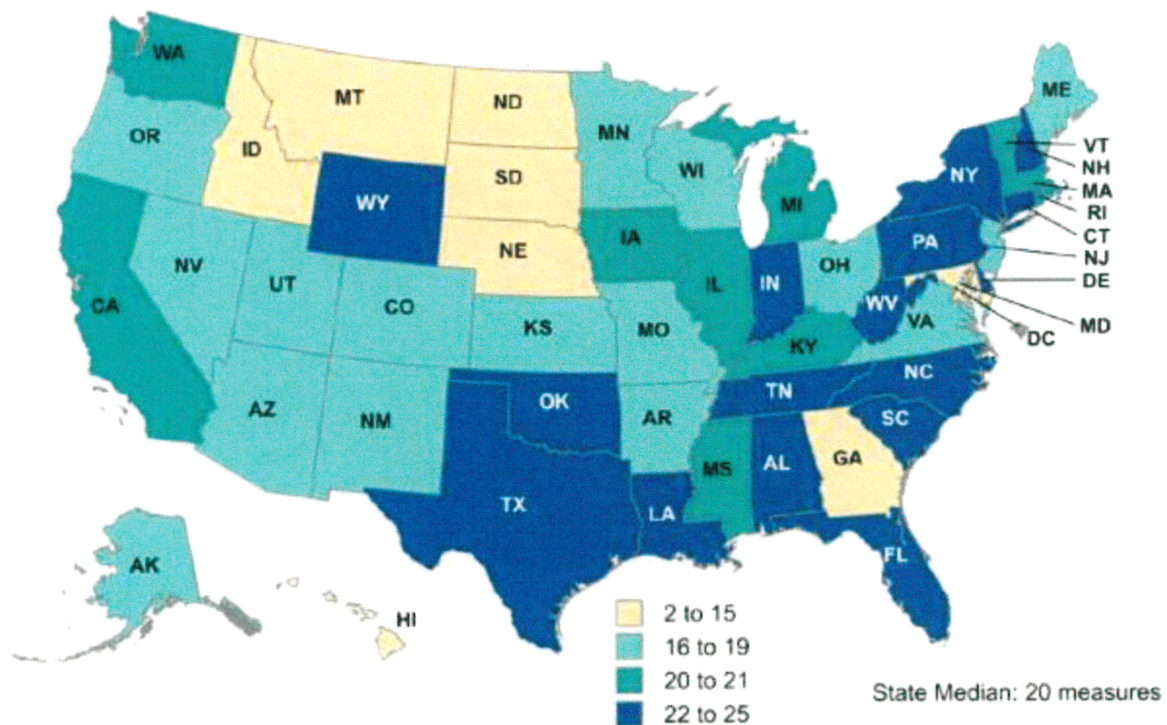 WA
MT
ND
MN
ME
OR
ID
SD
WI
VT
NH
WY
NY
MA
MI
RI
NE
IA
CT
PA
NV
UT
IL
IN
OH
NJ
DE
CA
CO
KS
MO
WV
VA
MD
KY
DC
NC
TN
AZ
NM
OK
AR
SC
MS
AL
GA
TX
LA
FL
AK
HI
2 to 15
16 to 19
20 to 21
22 to 25
State Median: 20 measures